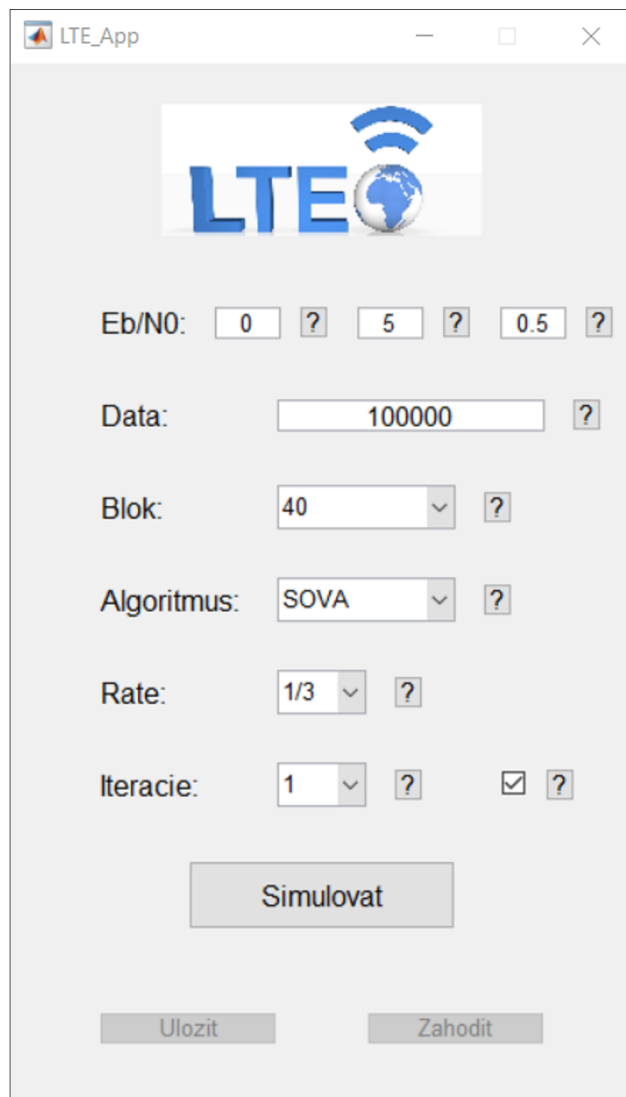 LTE_App
LTE
Eb/N0: 0 ? 5 ? 0.5 ?
Data: 100000 ?
Blok: 40 ?
Algoritmus: SOVA ?
Rate: 1/3 ?
Iteracie: 1 ? ?
Simulovat
Ulozit Zahodit